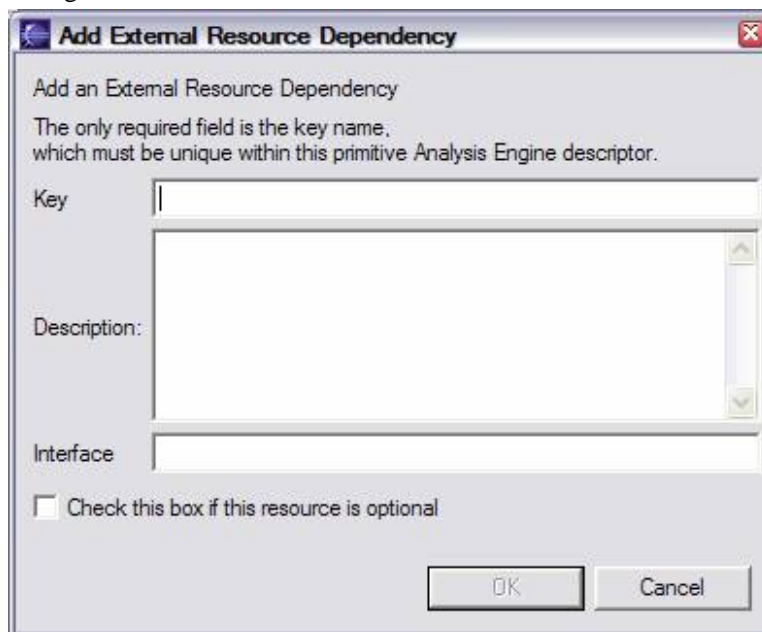 Add External Resource Dependency
Add an External Resource Dependency
The only required field is the key name,
which must be unique within this primitive Analysis Engine descriptor.
Key
Description:
Interface
Check this box if this resource is optional
OK
Cancel